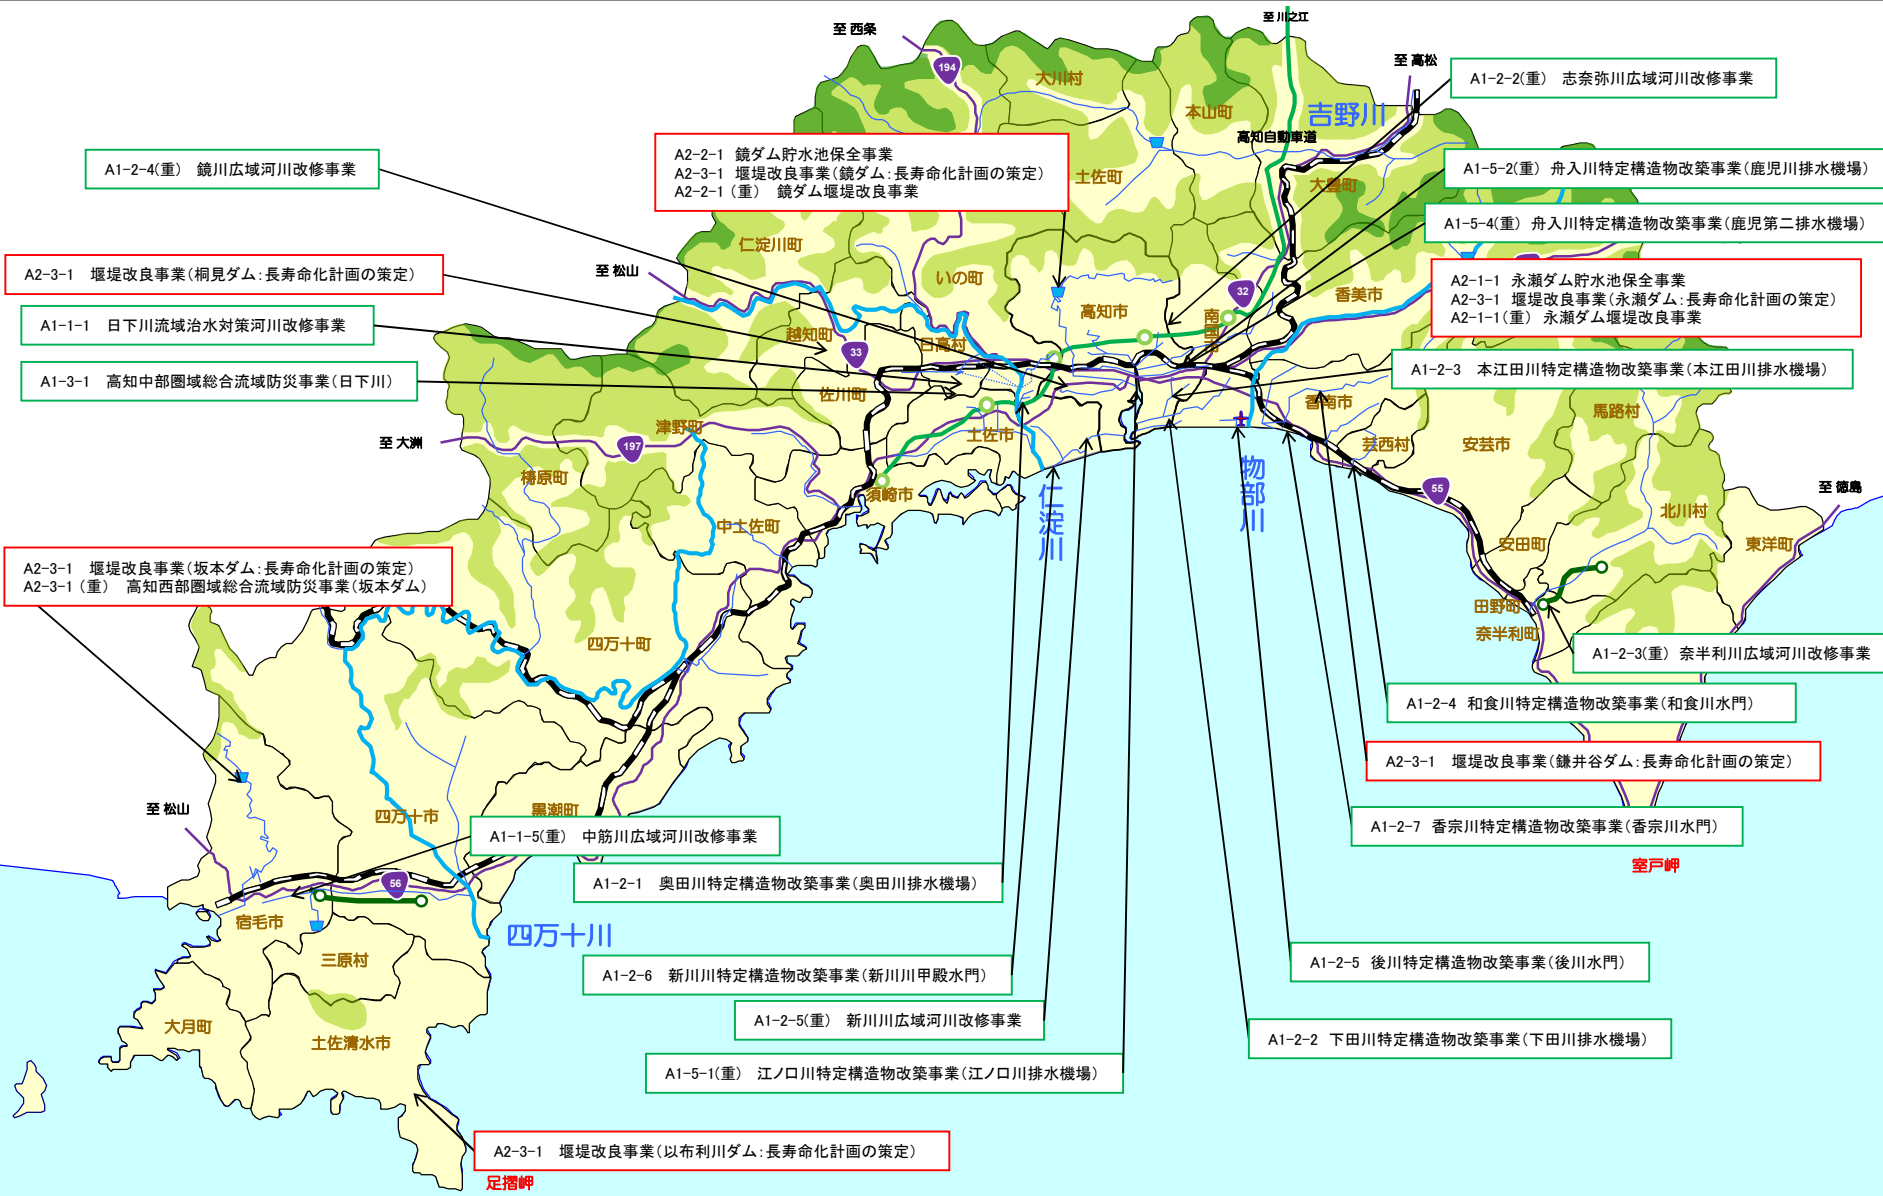 至 川之江
至 西条
194
大川村
至 高松
A1-2-2(重) 志奈弥川広域河川改修事業
本山町
吉野川
高知自動車道
A2-2-1 鏡ダム貯水池保全事業
A2-3-1 堰堤改良事業(鏡ダム:長寿命化計画の策定)
A2-2-1 (重) 鏡ダム堰堤改良事業
A1-2-4(重) 鏡川広域河川改修事業
土佐町
大豊町
A1-5-2(重) 舟入川特定構造物改築事業(鹿児川排水機場)
A1-5-4(重) 舟入川特定構造物改築事業(鹿児第二排水機場)
仁淀川町
至 松山
いの町
A2-3-1 堰堤改良事業(桐見ダム:長寿命化計画の策定)
32
香美市
A2-1-1 永瀬ダム貯水池保全事業
A2-3-1 堰堤改良事業(永瀬ダム:長寿命化計画の策定)
A2-1-1(重) 永瀬ダム堰堤改良事業
高知市
南国市
A1-1-1 日下川流域治水対策河川改修事業
越知町
33
日高村
A1-3-1 高知中部圏域総合流域防災事業(日下川)
A1-2-3 本江田川特定構造物改築事業(本江田川排水機場)
佐川町
香南市
馬路村
至 大洲
津野町
197
土佐市
芸西村
安芸市
梼原町
須崎市
仁淀川
物部川
55
至 徳島
北川村
中土佐町
安田町
東洋町
A2-3-1 堰堤改良事業(坂本ダム:長寿命化計画の策定)
A2-3-1 (重) 高知西部圏域総合流域防災事業(坂本ダム)
田野町
奈半利町
四万十町
A1-2-3(重) 奈半利川広域河川改修事業
A1-2-4 和食川特定構造物改築事業(和食川水門)
A2-3-1 堰堤改良事業(鎌井谷ダム:長寿命化計画の策定)
至 松山
四万十市
黒潮町
A1-1-5(重) 中筋川広域河川改修事業
A1-2-7 香宗川特定構造物改築事業(香宗川水門)
室戸岬
56
A1-2-1 奥田川特定構造物改築事業(奥田川排水機場)
宿毛市
四万十川
三原村
A1-2-6 新川川特定構造物改築事業(新川川甲殿水門)
A1-2-5 後川特定構造物改築事業(後川水門)
大月町
土佐清水市
A1-2-5(重) 新川川広域河川改修事業
A1-2-2 下田川特定構造物改築事業(下田川排水機場)
A1-5-1(重) 江ノ口川特定構造物改築事業(江ノ口川排水機場)
A2-3-1 堰堤改良事業(以布利川ダム:長寿命化計画の策定)
足摺岬